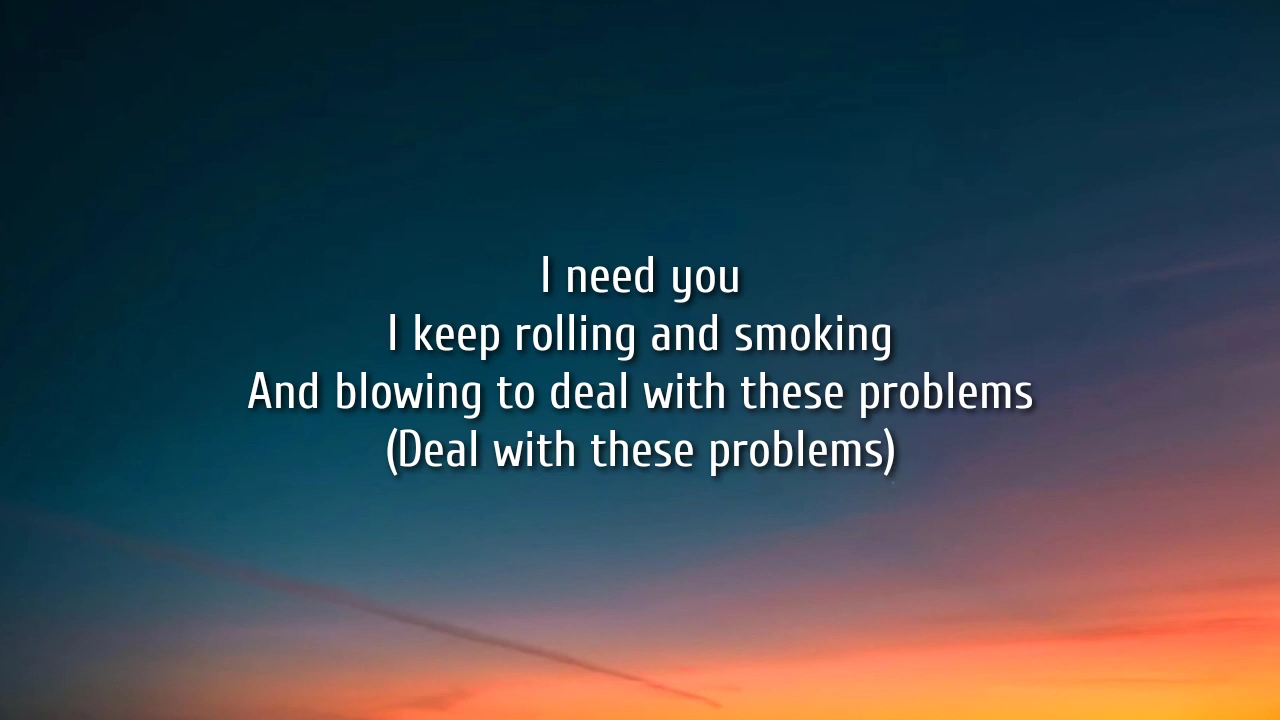 I need you
I keep rolling and smoking
And blowing to deal with these problems
(Deal with these problems)